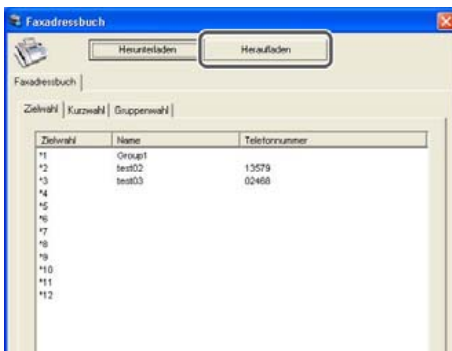 Faxadressbuch
Herunterladen Heraufladen
Faxadressbuch
Zielwahl Kurzwahl Gruppenwahl
Zielwahl Name Telefonnummer
*1 Group1
*2 test02 13579
*3 test03 02468
*4
*5
*6
*7
*8
*9
*10
*11
*12